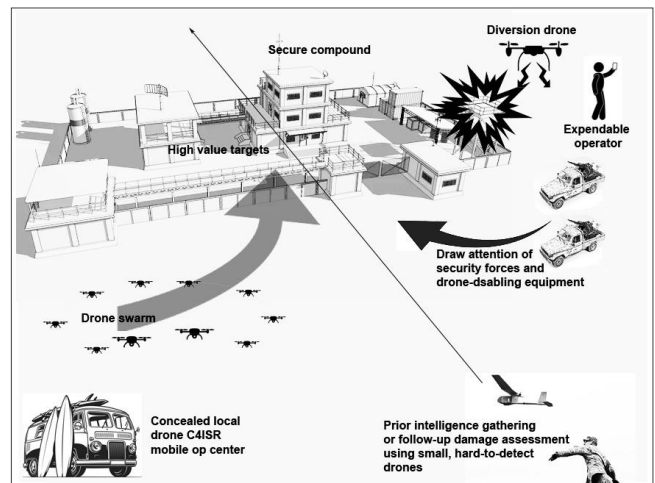 Diversion drone
Secure compound
Expendable
operator
High value targets
Draw attention of
security forces and
drone-dsabling equipment
Drone swarm
Concealed local
drone C4ISR
mobile op center
Prior intelligence gathering
or follow-up damage assessment
using small, hard-to-detect
drones